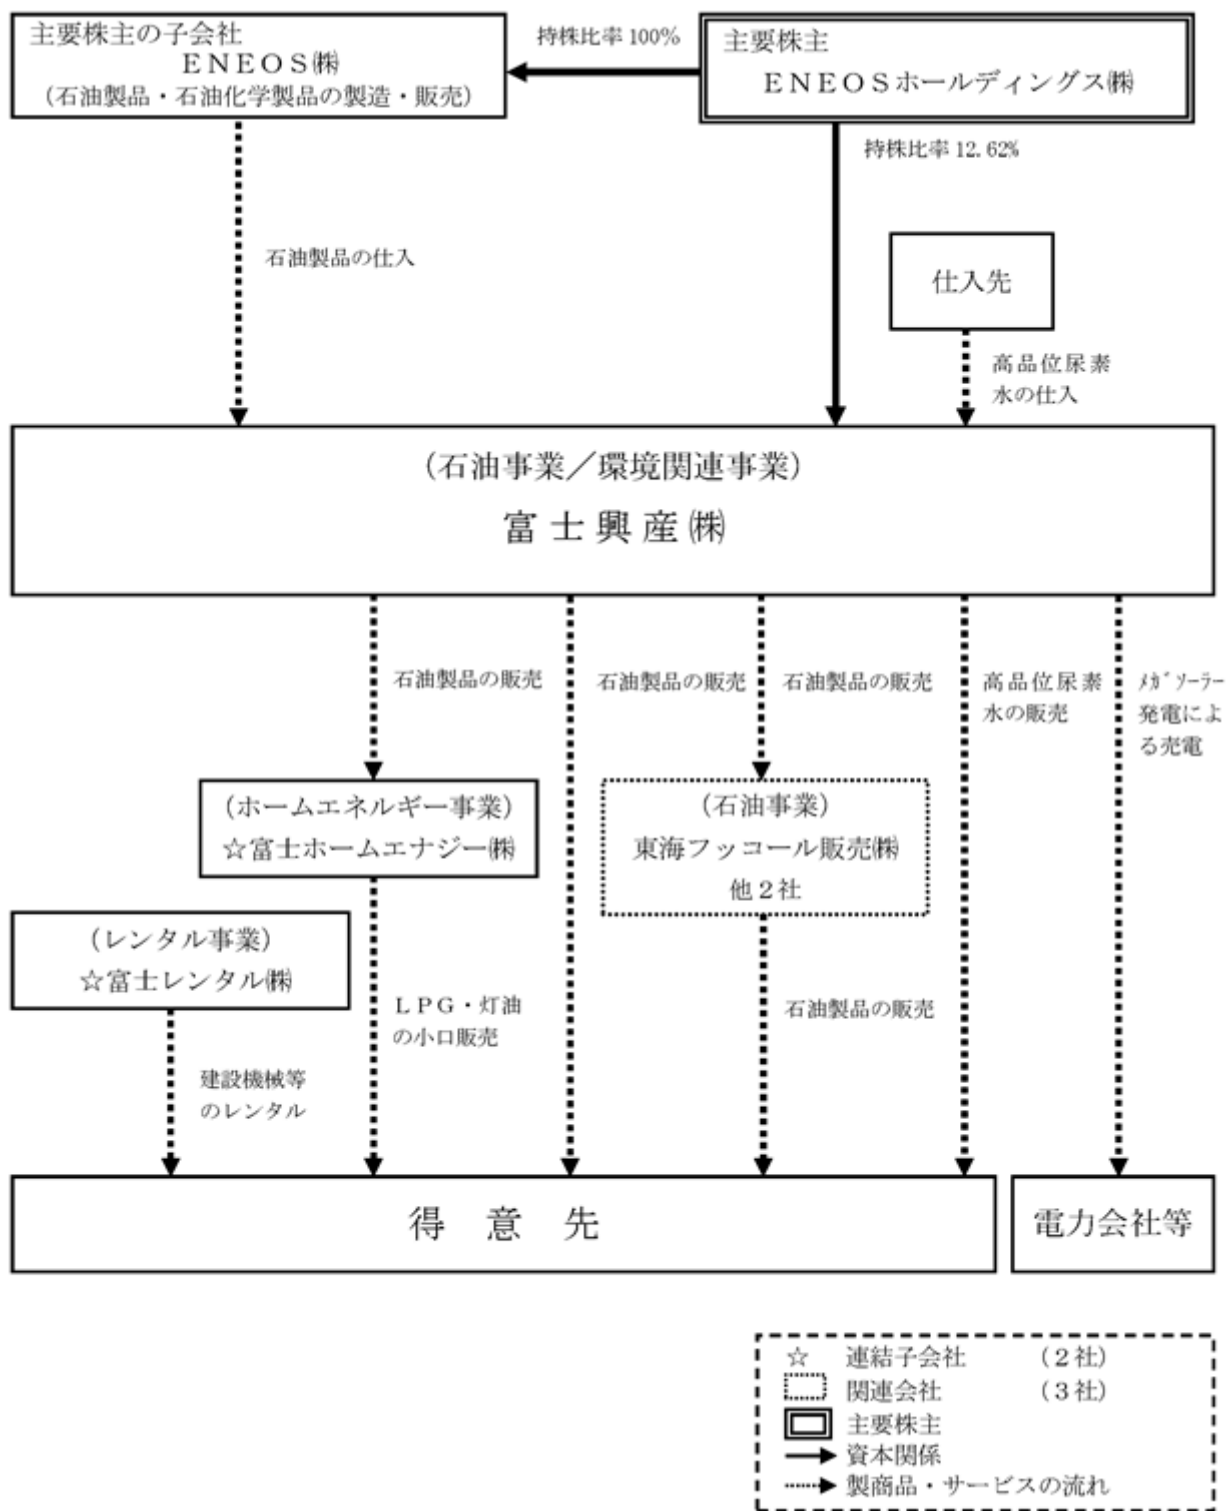 主要株主の子会社
ＥＮＥＯＳ㈱
(石油製品・石油化学製品の製造・販売)
持株比率 100%
主要株主
ＥＮＥＯＳホールディングス㈱
持株比率 12.62%
石油製品の仕入
仕入先
高品位尿素
水の仕入
(石油事業／環境関連事業)
富士興産㈱
石油製品の販売
石油製品の販売
石油製品の販売
高品位尿素
水の販売
ﾒｶﾞｿｰﾗｰ
発電によ
る売電
(ホームエネルギー事業)
☆富士ホームエナジー㈱
(石油事業)
東海フッコール販売㈱
他２社
(レンタル事業)
☆富士レンタル㈱
ＬＰＧ・灯油
の小口販売
石油製品の販売
建設機械等
のレンタル
得意先
電力会社等
☆ 連結子会社 (２社)
関連会社 (３社)
主要株主
資本関係
製商品・サービスの流れ